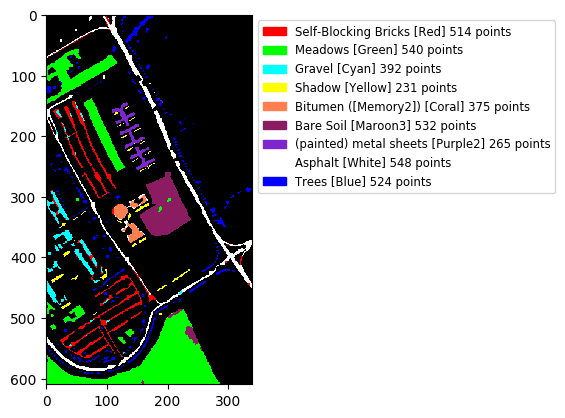 0
100
200
300
400
500
600
0 100 200 300
Self-Blocking Bricks [Red] 514 points
Meadows [Green] 540 points
Gravel [Cyan] 392 points
Shadow [Yellow] 231 points
Bitumen ([Memory2]) [Coral] 375 points
Bare Soil [Maroon3] 532 points
(painted) metal sheets [Purple2] 265 points
Asphalt [White] 548 points
Trees [Blue] 524 points